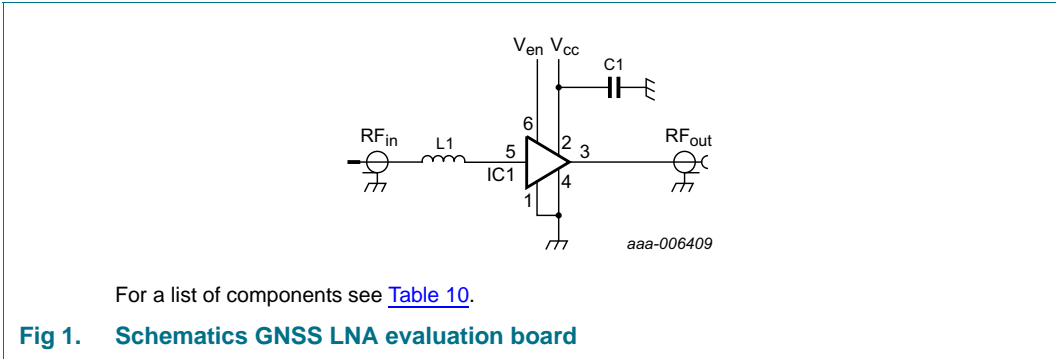 Ven Vcc
C1
6
RFin L1 5 2 3 RFout
IC1
4
1
aaa-006409
For a list of components see Table 10.
Fig 1. Schematics GNSS LNA evaluation board